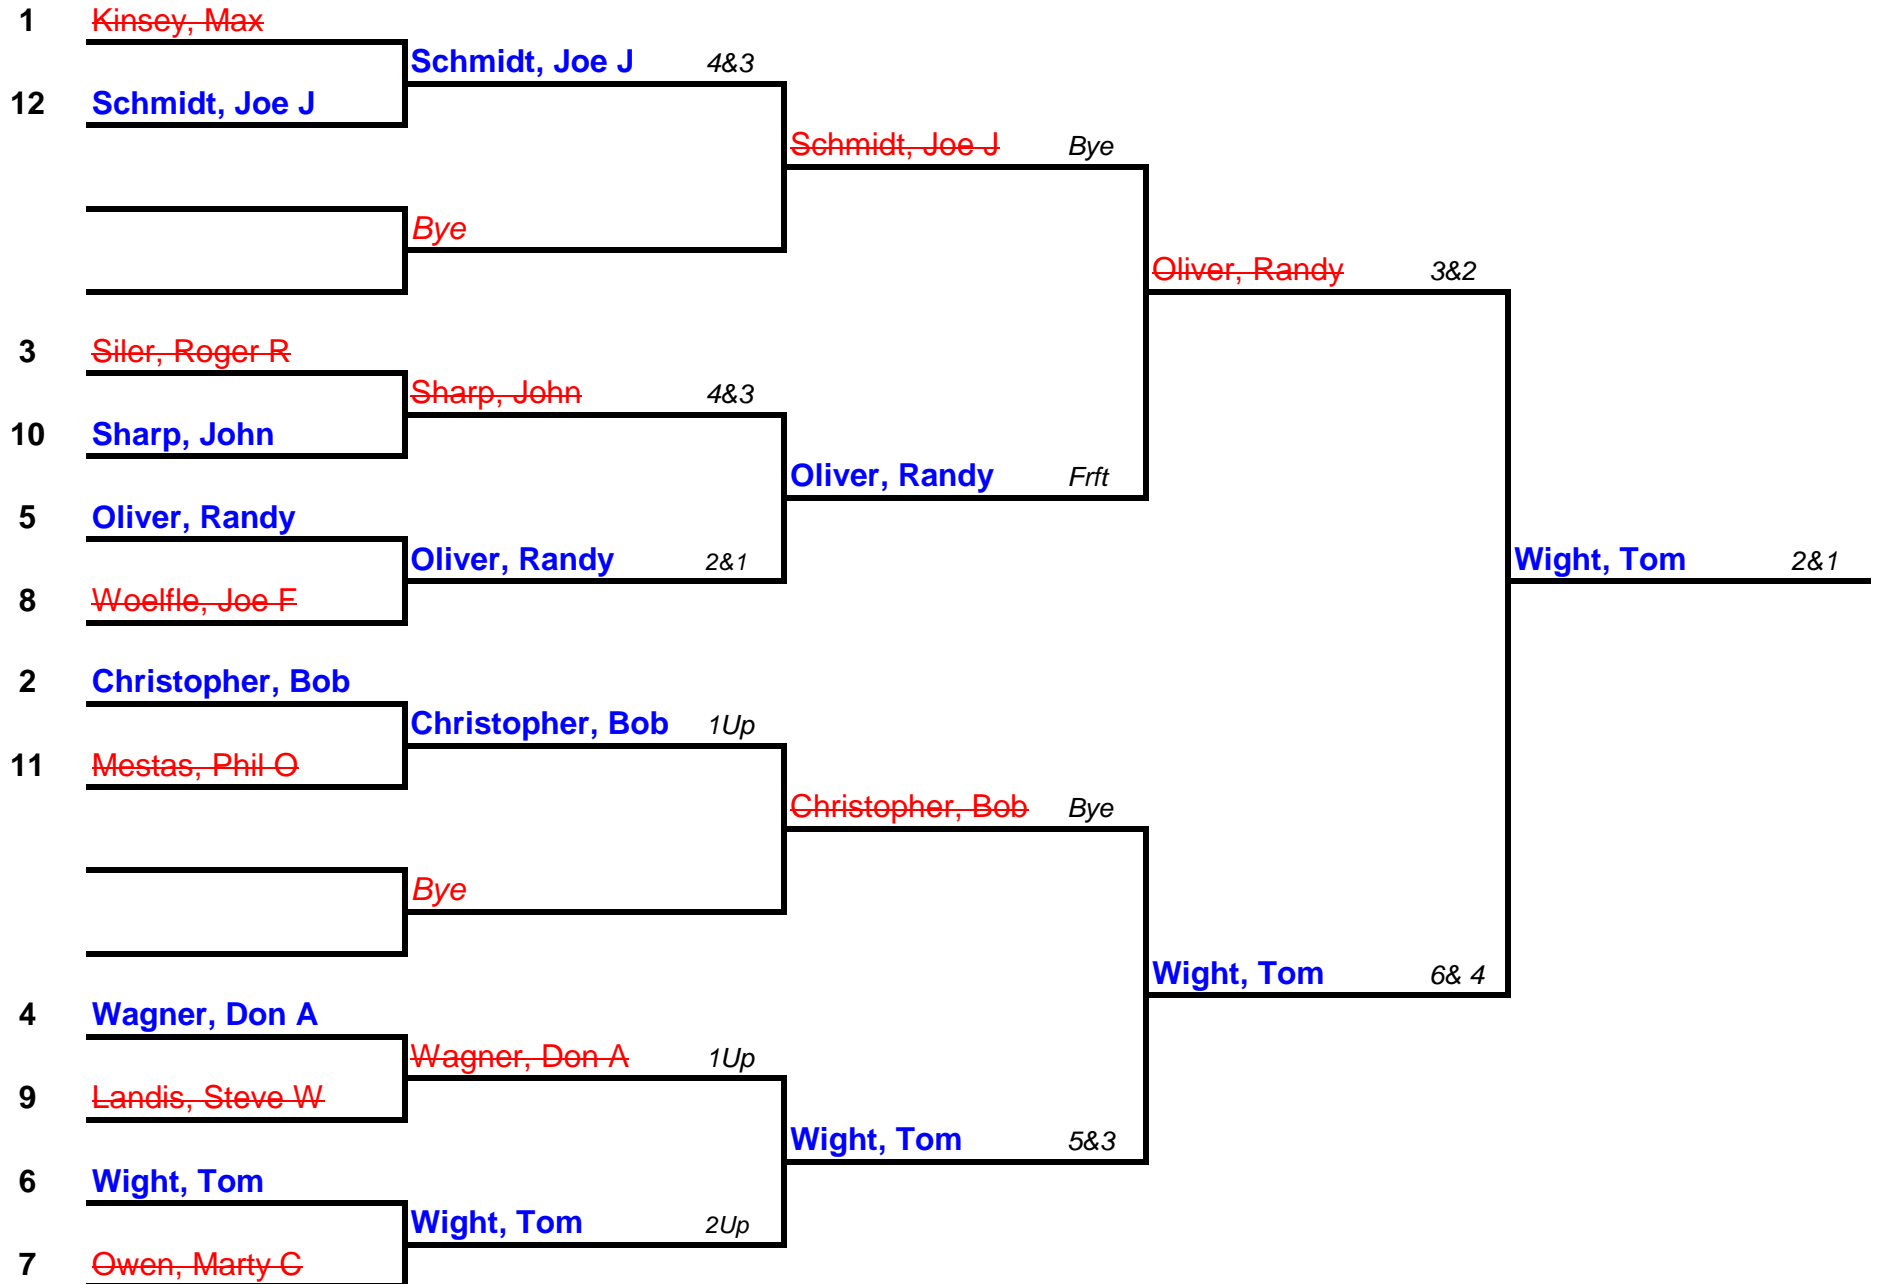 1 Kinsey, Max
Schmidt, Joe J 4&3
12 Schmidt, Joe J
Schmidt, Joe J Bye
Bye
Oliver, Randy 3&2
3 Siler, Roger R
Sharp, John 4&3
10 Sharp, John
Oliver, Randy Frft
5 Oliver, Randy
Oliver, Randy 2&1
Wight, Tom 2&1
8 Woelfle, Joe F
2 Christopher, Bob
Christopher, Bob 1Up
11 Mestas, Phil O
Christopher, Bob Bye
Bye
Wight, Tom 6& 4
4 Wagner, Don A
Wagner, Don A 1Up
9 Landis, Steve W
Wight, Tom 5&3
6 Wight, Tom
Wight, Tom 2Up
7 Owen, Marty C